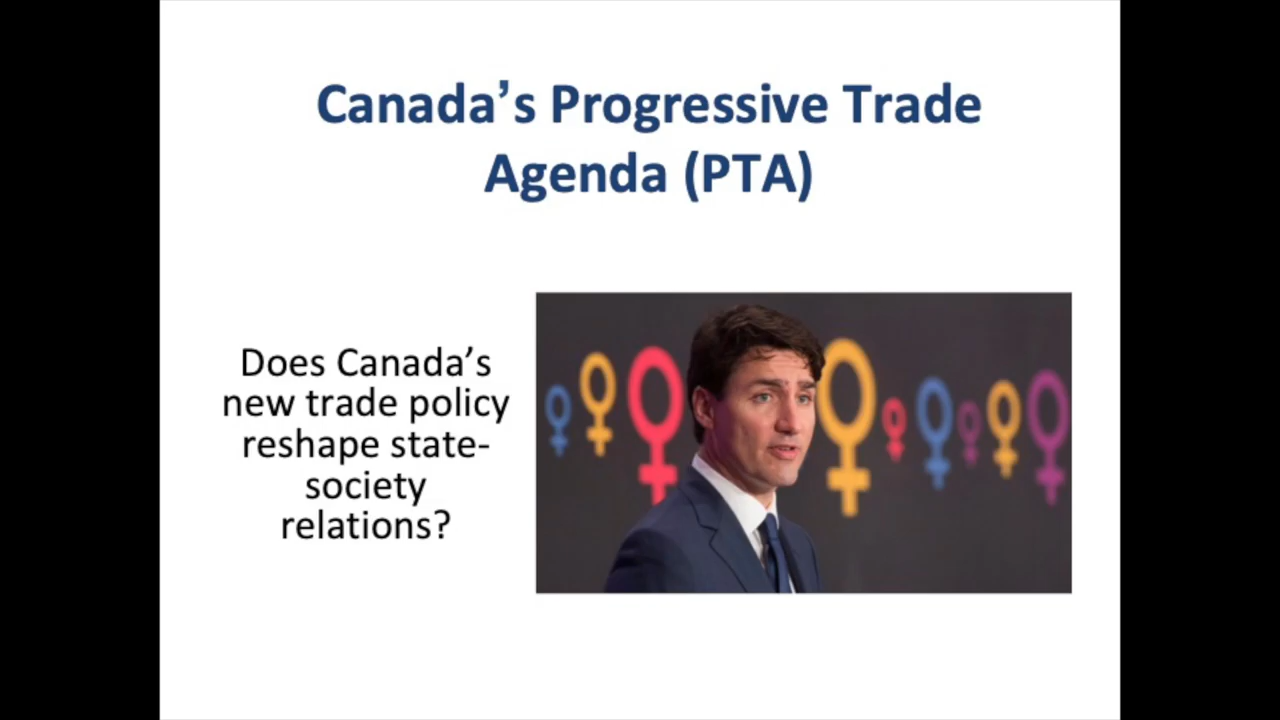 Canada’s Progressive Trade
Agenda (PTA)
Does Canada’s
new trade policy
reshape state-
society
relations?